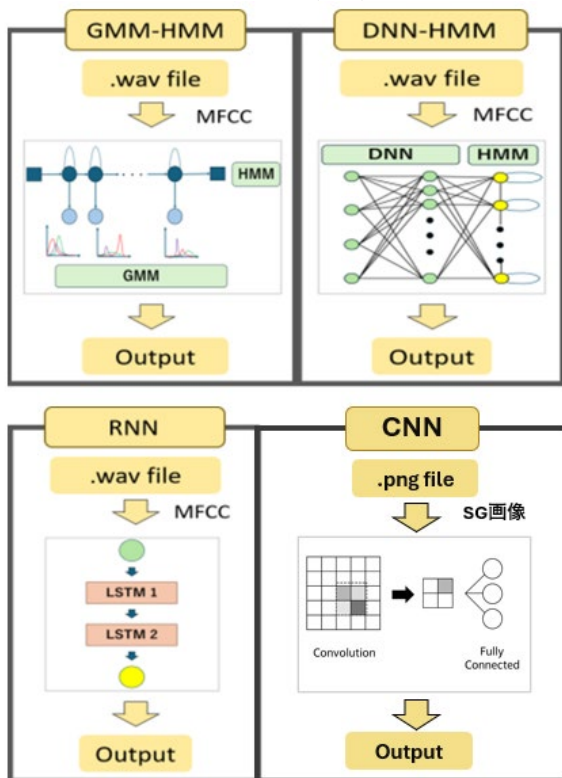 GMM-HMM
.wav file
MFCC
HMM
GMM
Output
DNN-HMM
.wav file
MFCC
DNN
HMM
Output
RNN
.wav file
MFCC
LSTM 1
LSTM 2
Output
CNN
.png file
SG画像
Convolution
Fully
Connected
Output